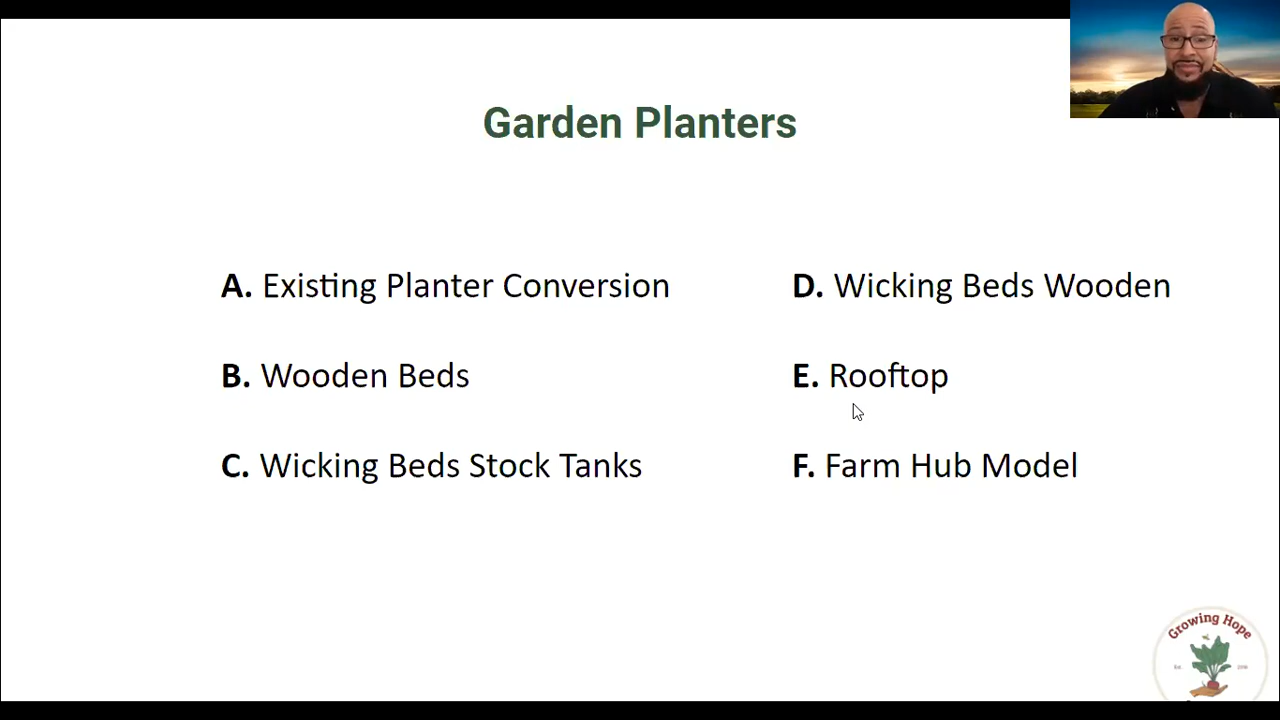 Garden Planters
A. Existing Planter Conversion
B. Wooden Beds
C. Wicking Beds Stock Tanks
D. Wicking Beds Wooden
E. Rooftop
F. Farm Hub Model
Growing Hope